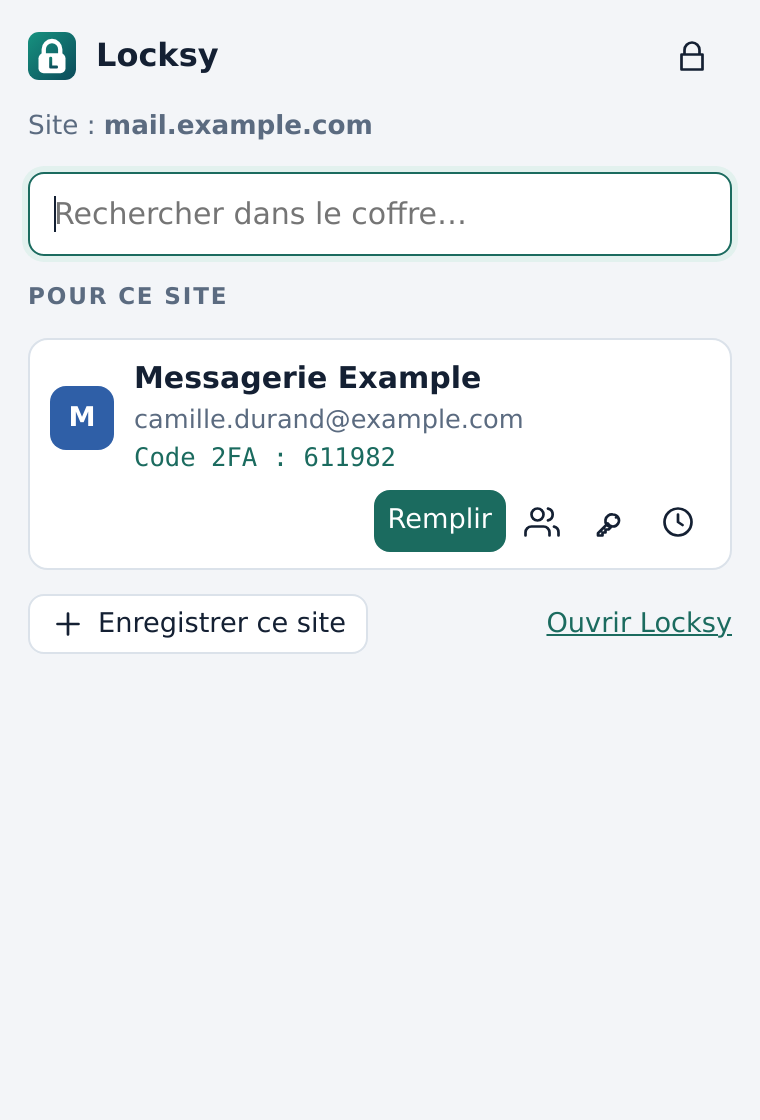 Locksy
Site : mail.example.com
Rechercher dans le coffre…
POUR CE SITE
M
Messagerie Example
camille.durand@example.com
Code 2FA : 611982
Remplir
Enregistrer ce site
Ouvrir Locksy